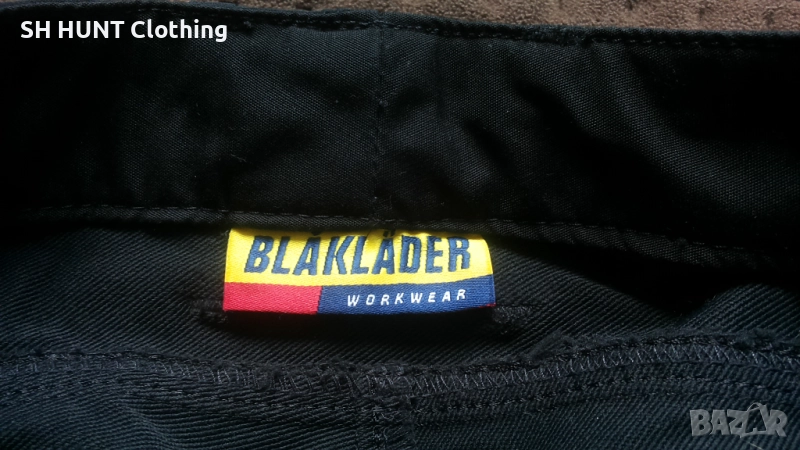 SH HUNT Clothing
BLÅKLÄDER
WORKWEAR
BAZAR